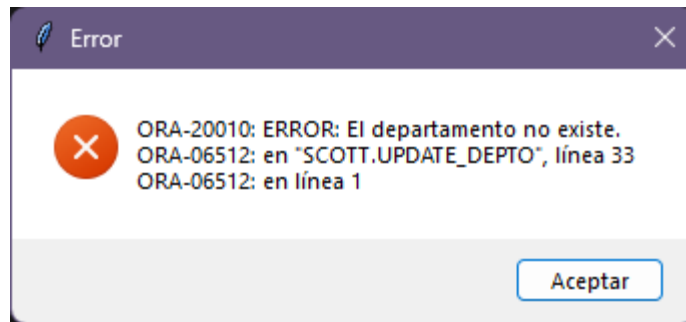 Error
ORA-20010: ERROR: El departamento no existe.
ORA-06512: en "SCOTT.UPDATE_DEPTO", línea 33
ORA-06512: en línea 1
Aceptar